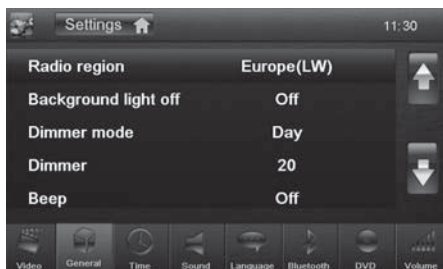 Settings 11:30
Radio region Europe(LW)
Background light off Off
Dimmer mode Day
Dimmer 20
Beep Off
Video General Time Sound Language Bluetooth DVD Volume